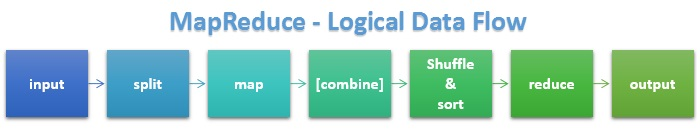 MapReduce - Logical Data Flow
input
split
map
[combine]
Shuffle
&
sort
reduce
output